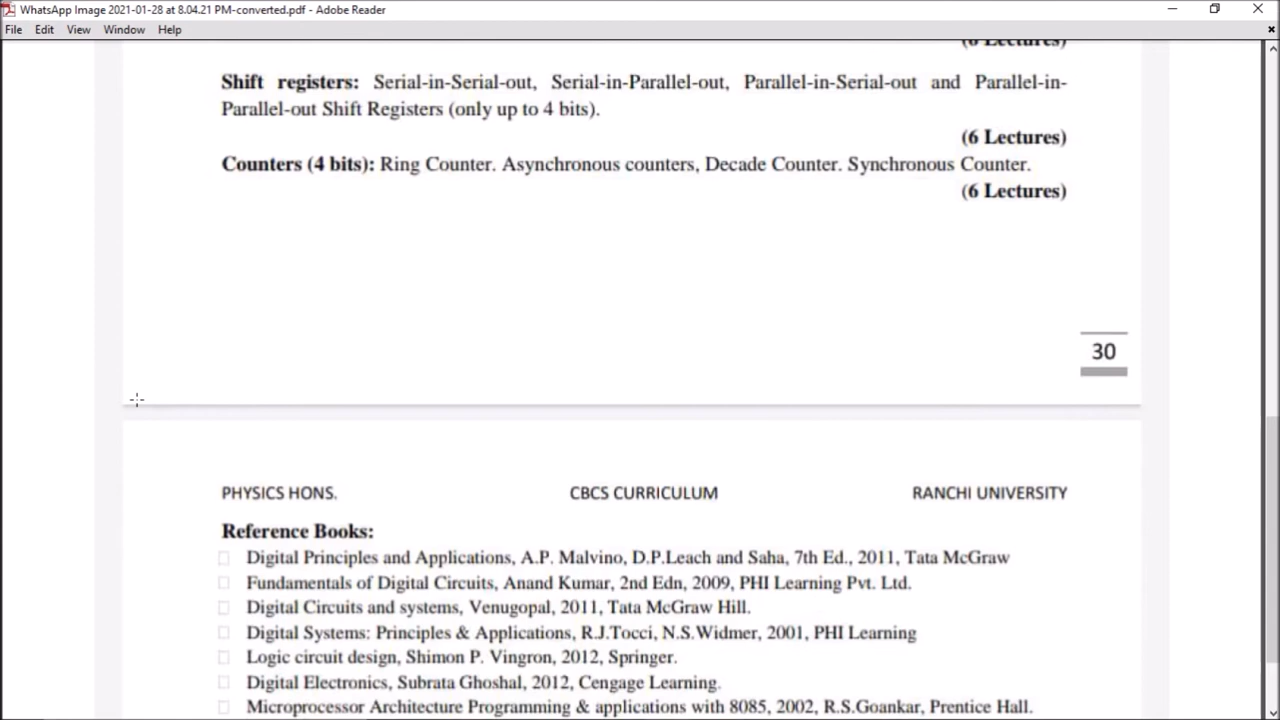 WhatsApp Image 2021-01-28 at 8.04.21 PM-converted.pdf - Adobe Reader
File Edit View Window Help
(6 Lectures)
Shift registers: Serial-in-Serial-out, Serial-in-Parallel-out, Parallel-in-Serial-out and Parallel-in-
Parallel-out Shift Registers (only up to 4 bits).
(6 Lectures)
Counters (4 bits): Ring Counter. Asynchronous counters, Decade Counter. Synchronous Counter.
(6 Lectures)
30
PHYSICS HONS. CBCS CURRICULUM RANCHI UNIVERSITY
Reference Books:
Digital Principles and Applications, A.P. Malvino, D.P.Leach and Saha, 7th Ed., 2011, Tata McGraw
Fundamentals of Digital Circuits, Anand Kumar, 2nd Edn, 2009, PHI Learning Pvt. Ltd.
Digital Circuits and systems, Venugopal, 2011, Tata McGraw Hill.
Digital Systems: Principles & Applications, R.J.Tocci, N.S.Widmer, 2001, PHI Learning
Logic circuit design, Shimon P. Vingron, 2012, Springer.
Digital Electronics, Subrata Ghoshal, 2012, Cengage Learning.
Microprocessor Architecture Programming & applications with 8085, 2002, R.S.Goankar, Prentice Hall.